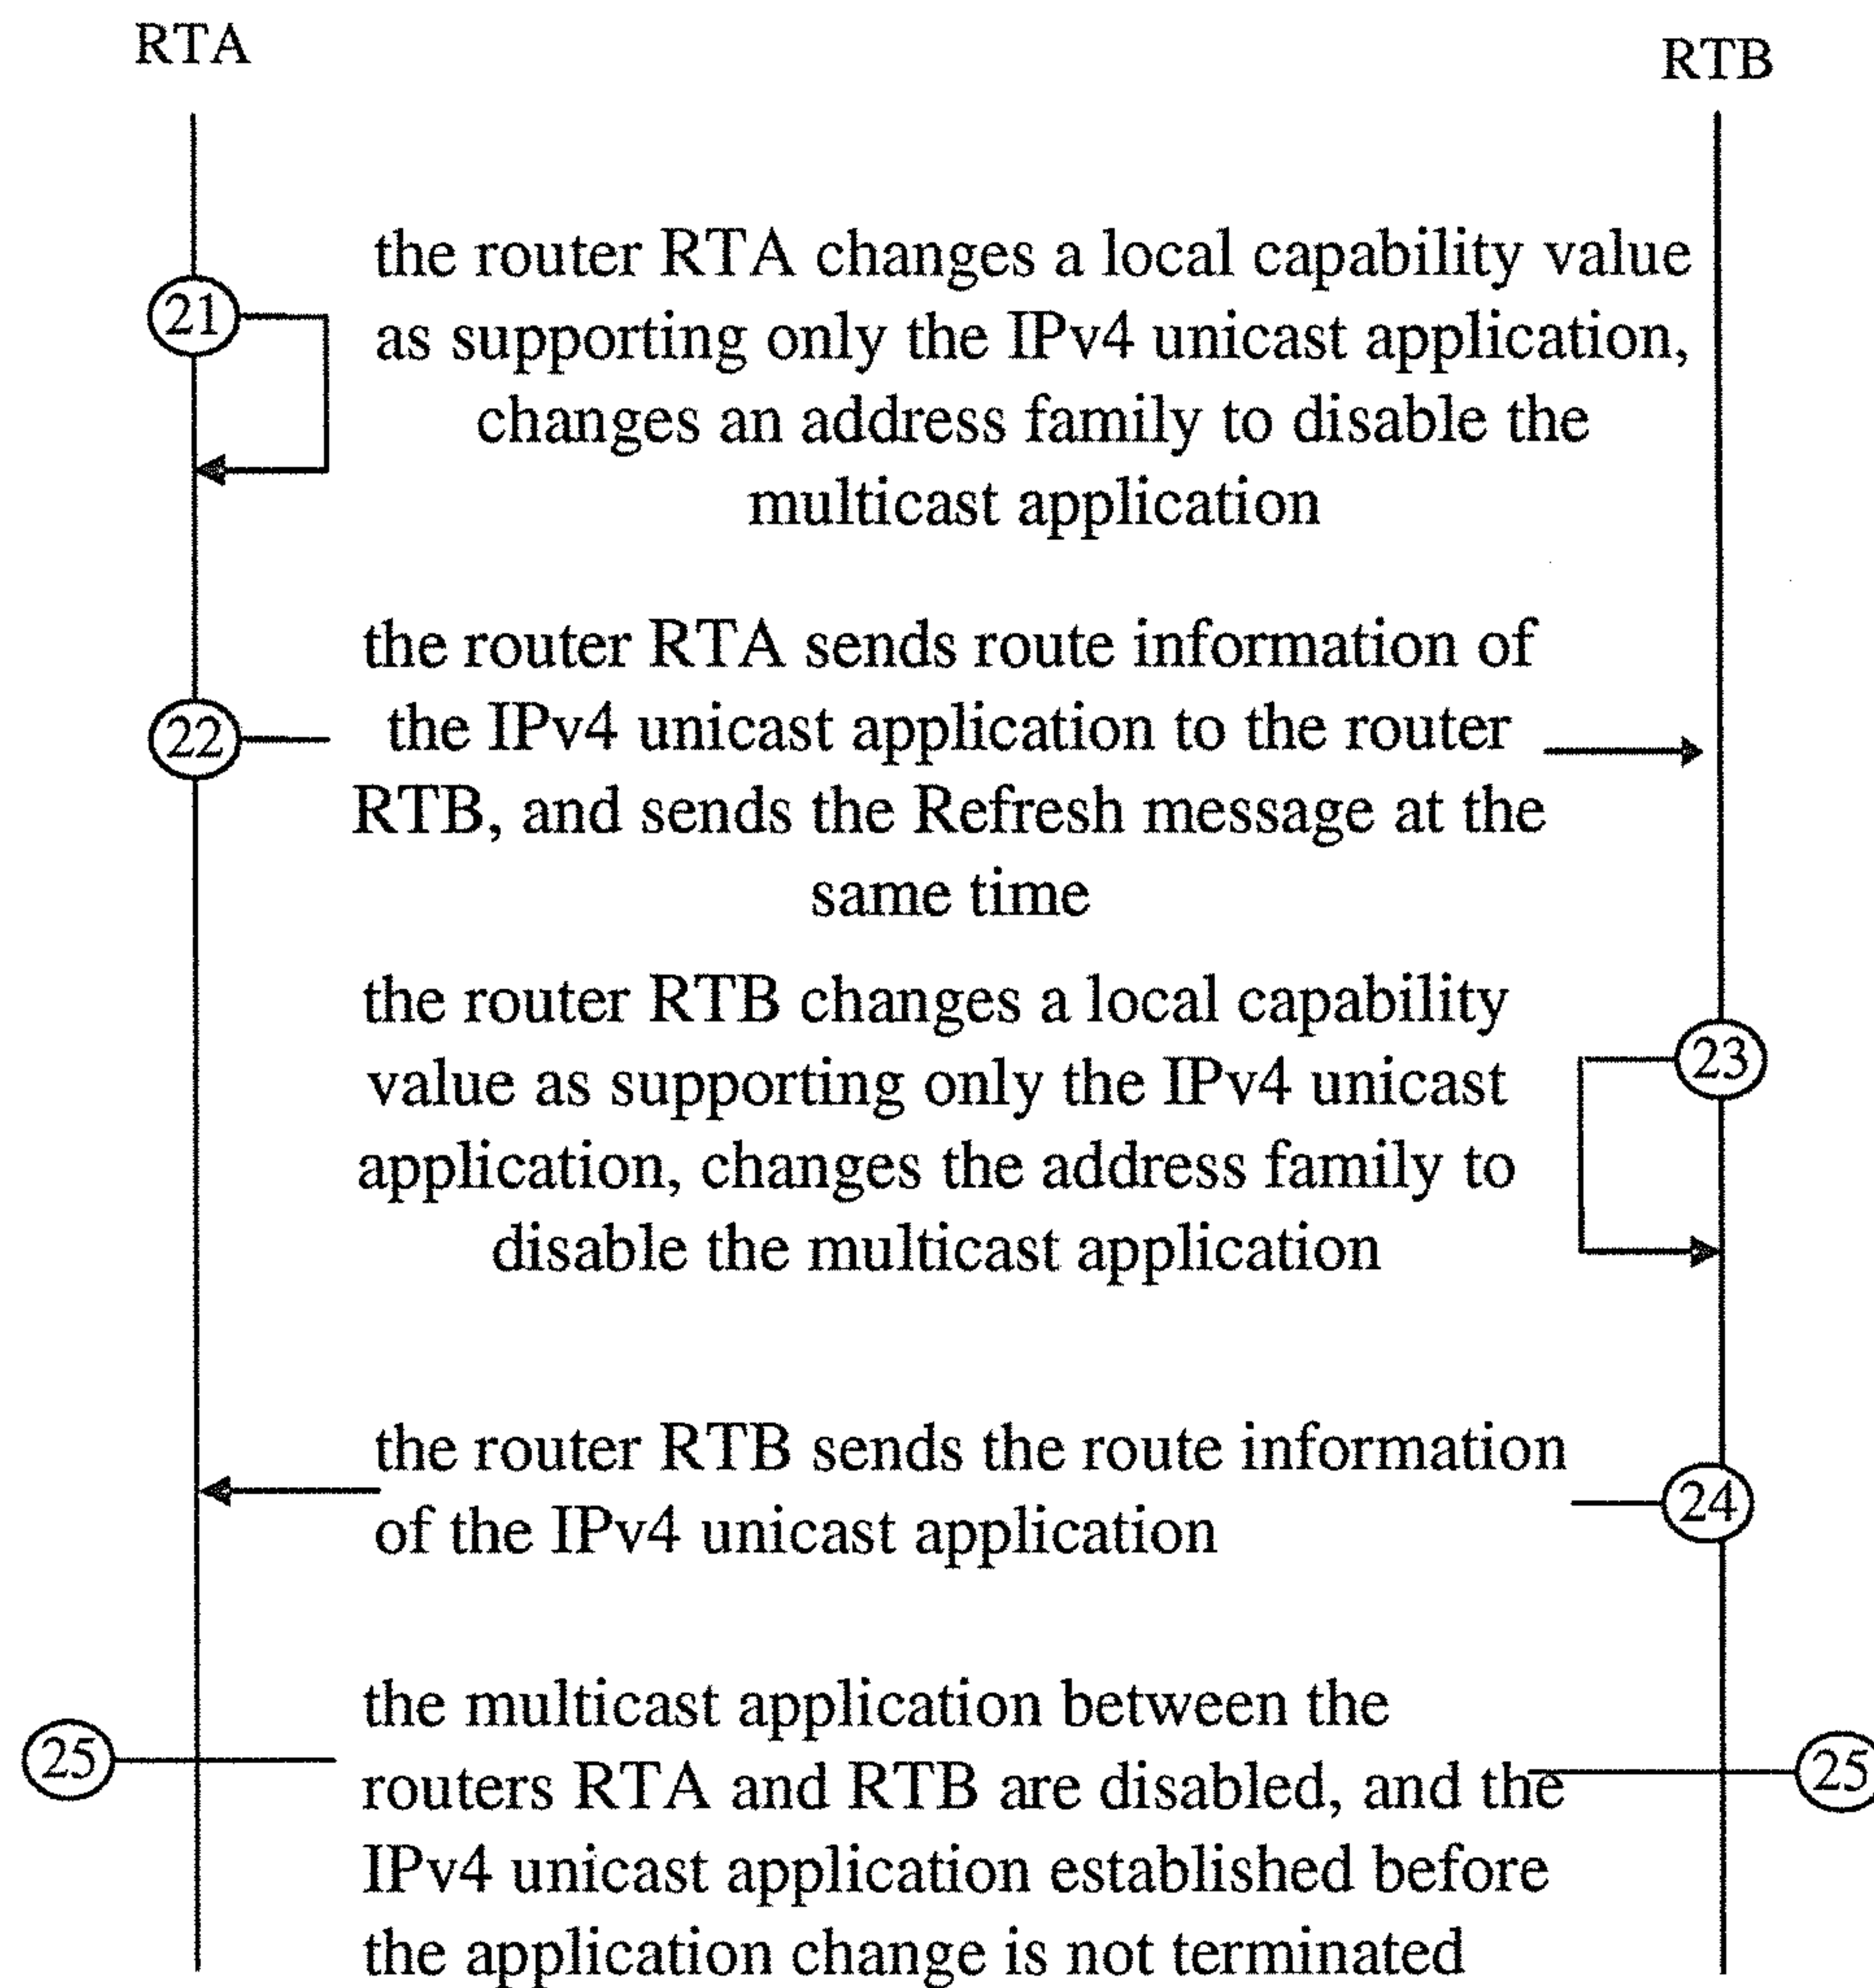 RTA
RTB
21
the router RTA changes a local capability value
as supporting only the IPv4 unicast application,
changes an address family to disable the
multicast application
22
the router RTA sends route information of
the IPv4 unicast application to the router
RTB, and sends the Refresh message at the
same time
23
the router RTB changes a local capability
value as supporting only the IPv4 unicast
application, changes the address family to
disable the multicast application
24
the router RTB sends the route information
of the IPv4 unicast application
25
the multicast application between the
routers RTA and RTB are disabled, and the
IPv4 unicast application established before
the application change is not terminated
25